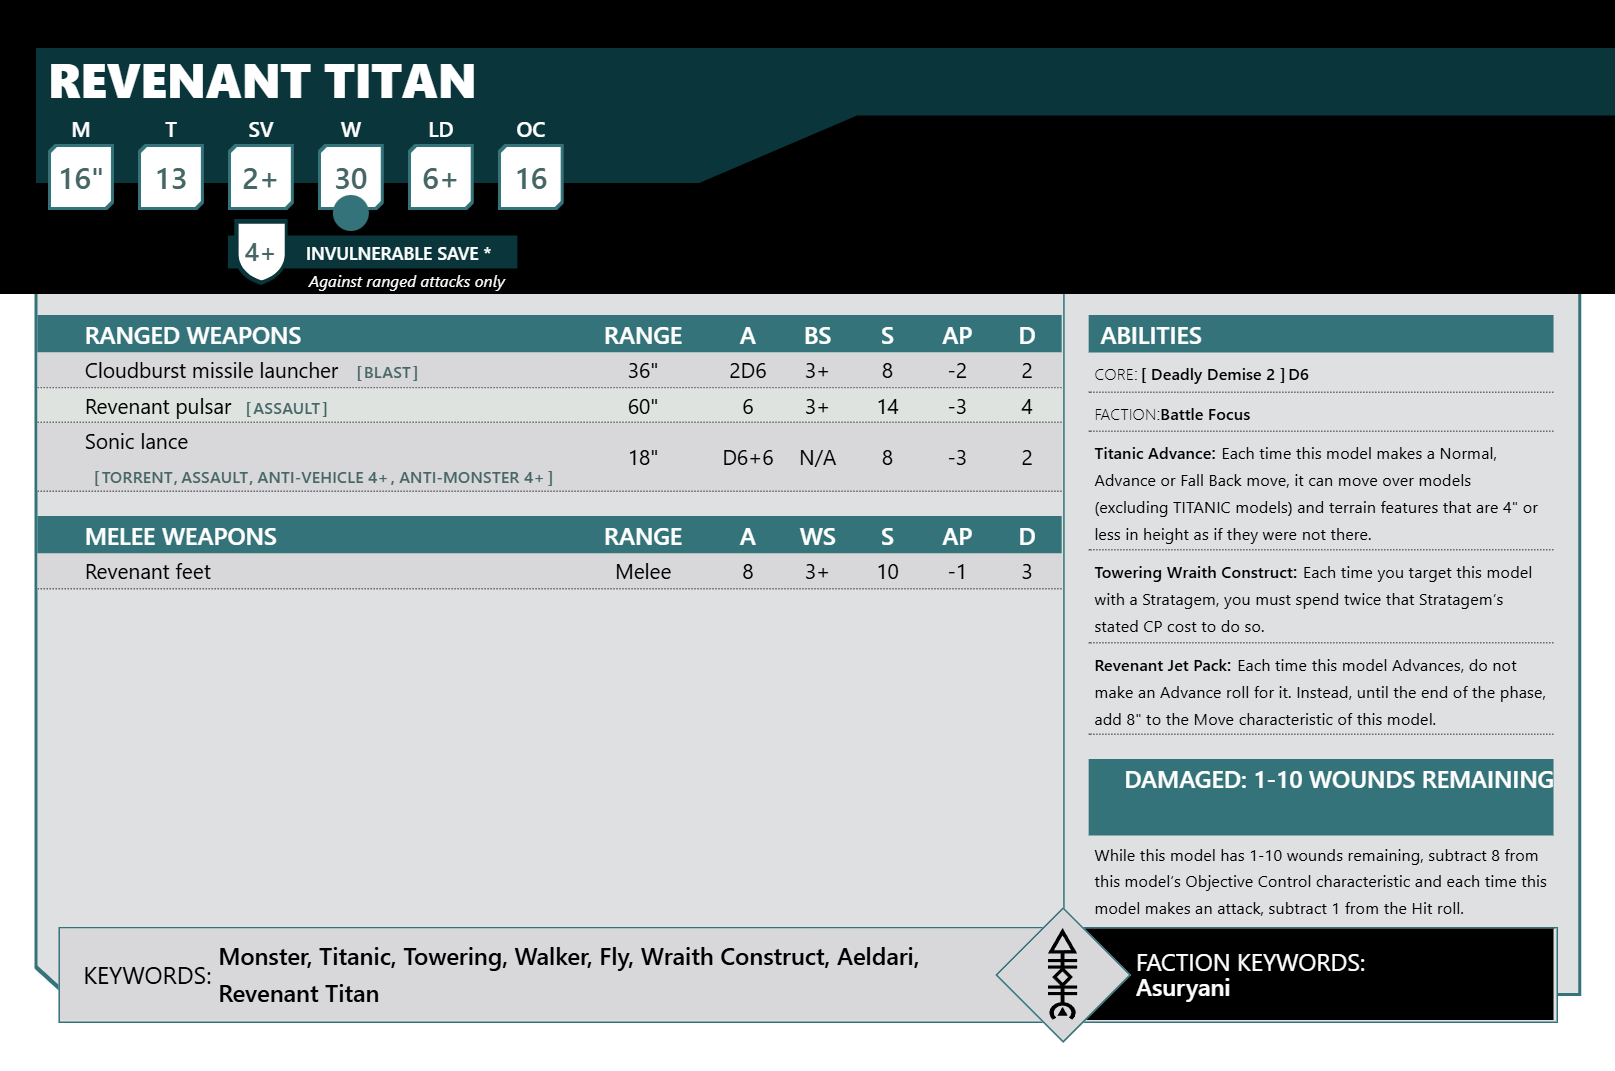 REVENANT TITAN
M T SV W LD OC
16" 13 2+ 30 6+ 16
4+ INVULNERABLE SAVE *
Against ranged attacks only
RANGED WEAPONS RANGE A BS S AP D
Cloudburst missile launcher [BLAST] 36" 2D6 3+ 8 -2 2
Revenant pulsar [ASSAULT] 60" 6 3+ 14 -3 4
Sonic lance
[TORRENT, ASSAULT, ANTI-VEHICLE 4+, ANTI-MONSTER 4+] 18" D6+6 N/A 8 -3 2
MELEE WEAPONS RANGE A WS S AP D
Revenant feet Melee 8 3+ 10 -1 3
ABILITIES
CORE: [ Deadly Demise 2 ] D6
FACTION:Battle Focus
Titanic Advance: Each time this model makes a Normal,
Advance or Fall Back move, it can move over models
(excluding TITANIC models) and terrain features that are 4" or
less in height as if they were not there.
Towering Wraith Construct: Each time you target this model
with a Stratagem, you must spend twice that Stratagem's
stated CP cost to do so.
Revenant Jet Pack: Each time this model Advances, do not
make an Advance roll for it. Instead, until the end of the phase,
add 8" to the Move characteristic of this model.
DAMAGED: 1-10 WOUNDS REMAINING
While this model has 1-10 wounds remaining, subtract 8 from
this model's Objective Control characteristic and each time this
model makes an attack, subtract 1 from the Hit roll.
KEYWORDS: Monster, Titanic, Towering, Walker, Fly, Wraith Construct, Aeldari,
Revenant Titan
FACTION KEYWORDS:
Asuryani